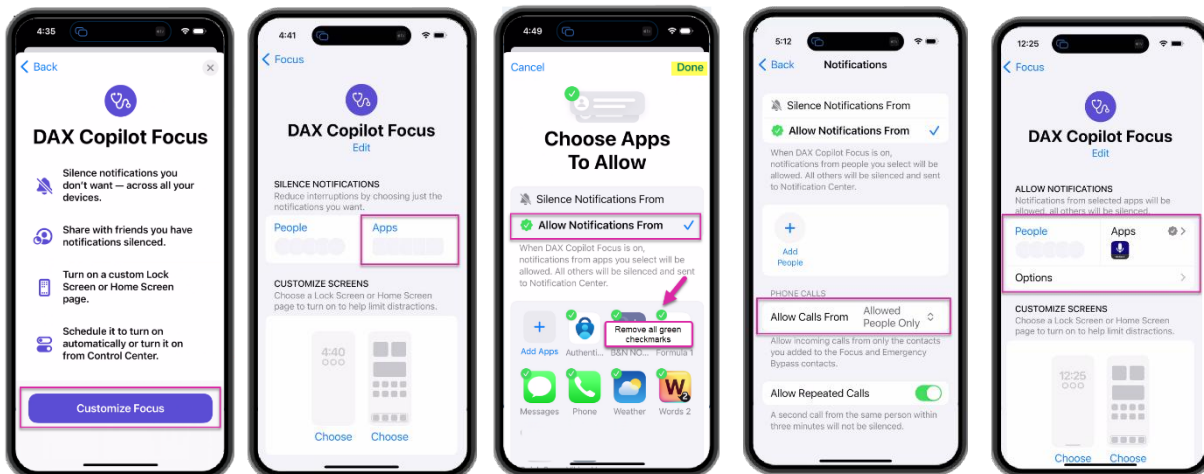 4:35
Back
DAX Copilot Focus
Silence notifications you
don't want — across all your
devices.
Share with friends you have
notifications silenced.
Turn on a custom Lock
Screen or Home Screen
page.
Schedule it to turn on
automatically or turn it on
from Control Center.
Customize Focus
4:41
Focus
DAX Copilot Focus
Edit
SILENCE NOTIFICATIONS
Reduce interruptions by choosing just the
notifications you want.
People
Apps
CUSTOMIZE SCREENS
Choose a Lock Screen or Home Screen
page to turn on to help limit distractions.
4:40
Choose
Choose
4:49
Cancel
Done
Choose Apps
To Allow
Silence Notifications From
Allow Notifications From
When DAX Copilot Focus is on,
notifications from apps you select will be
allowed. All others will be silenced and sent
to Notification Center.
Remove all green
checkmarks
Add Apps
Authenti...
B&N NO...
Formula 1
Messages
Phone
Weather
Words 2
5:12
Back
Notifications
Silence Notifications From
Allow Notifications From
When DAX Copilot Focus is on,
notifications from people you select will be
allowed. All others will be silenced and sent
to Notification Center.
Add
People
PHONE CALLS
Allow Calls From
Allowed
People Only
Allow incoming calls from only the contacts
you added to the Focus and Emergency
Bypass contacts.
Allow Repeated Calls
A second call from the same person within
three minutes will not be silenced.
12:25
Focus
DAX Copilot Focus
Edit
ALLOW NOTIFICATIONS
Notifications from selected apps will be
allowed, all others will be silenced.
People
Apps
Options
CUSTOMIZE SCREENS
Choose a Lock Screen or Home Screen
page to turn on to help limit distractions.
12:25
Choose
Choose